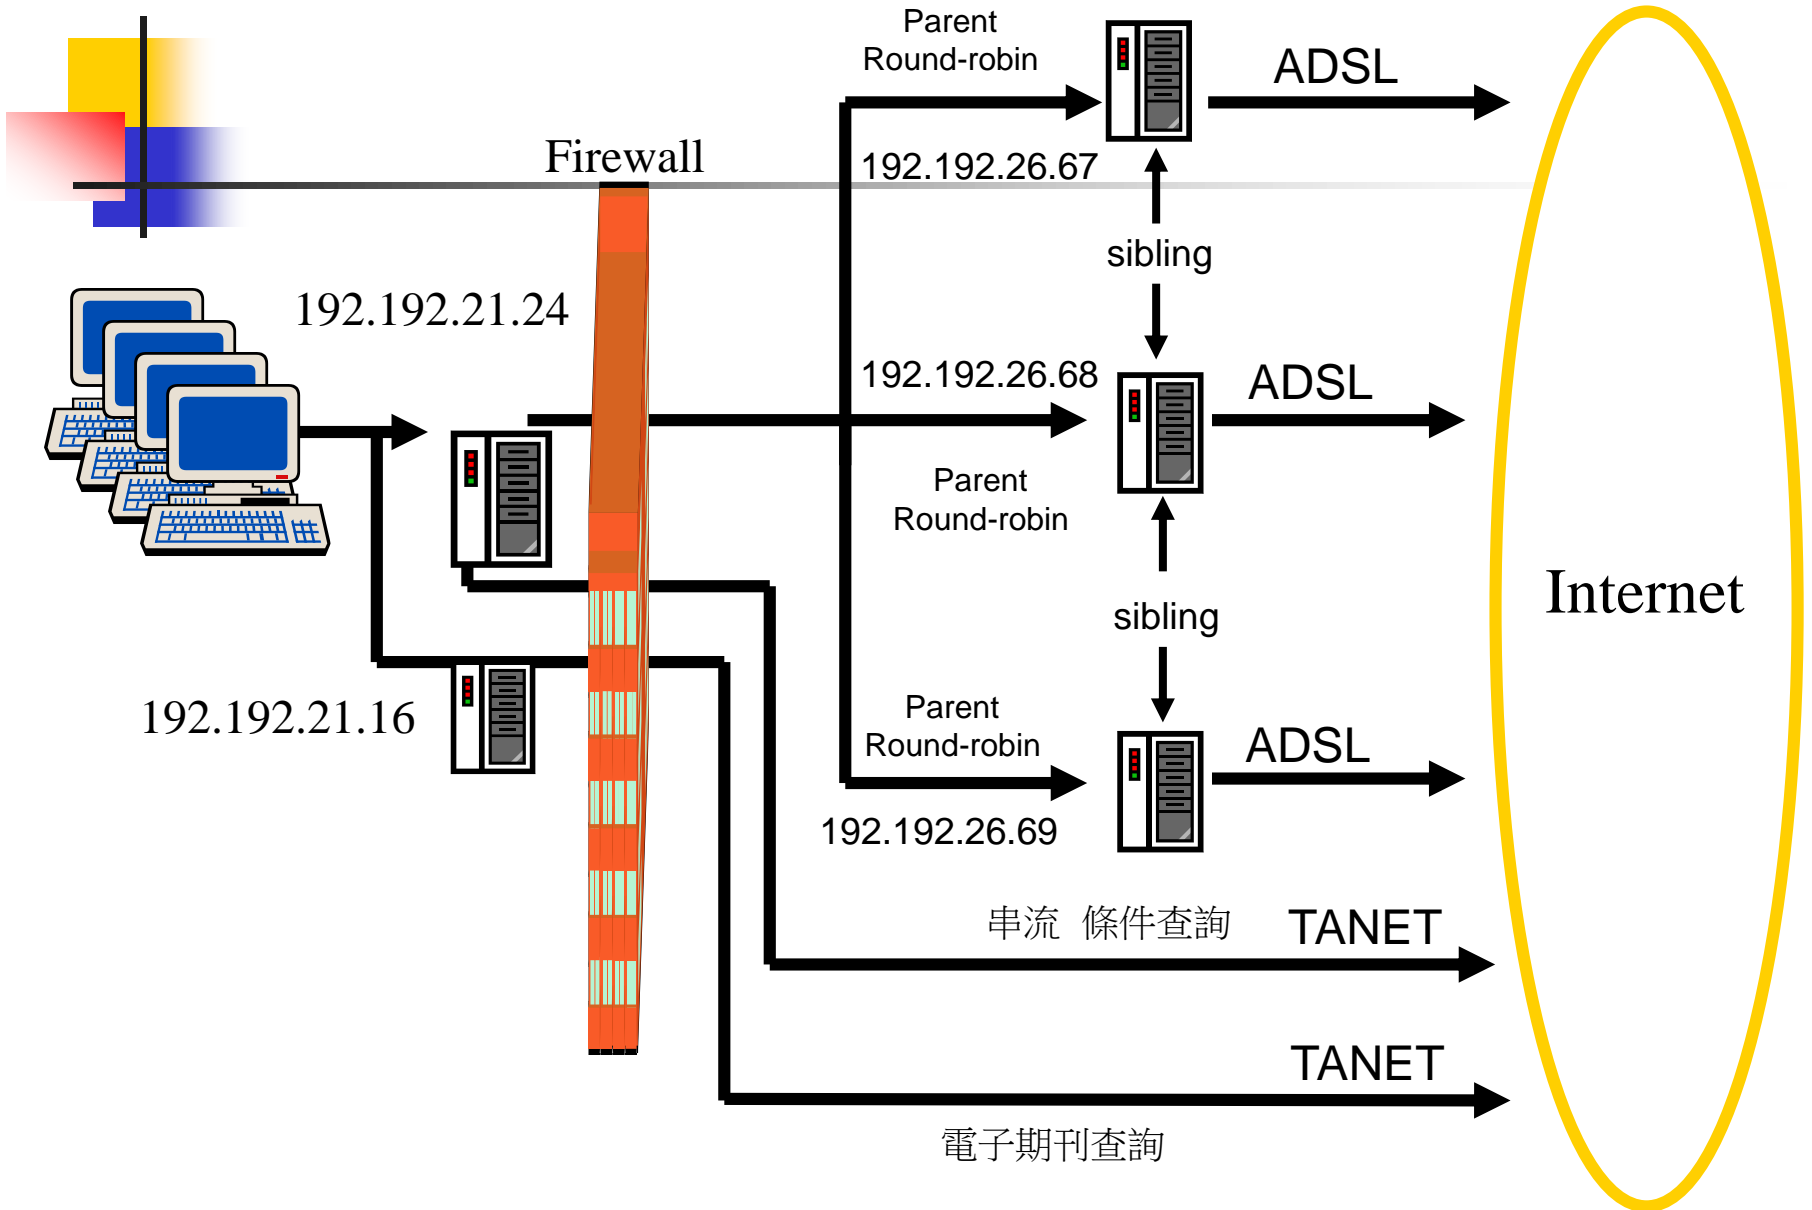 Parent
Round-robin
ADSL
Firewall
192.192.26.67
sibling
192.192.21.24
192.192.26.68
ADSL
Parent
Round-robin
Internet
sibling
192.192.21.16
Parent
Round-robin
ADSL
192.192.26.69
串流 條件查詢
TANET
TANET
電子期刊查詢